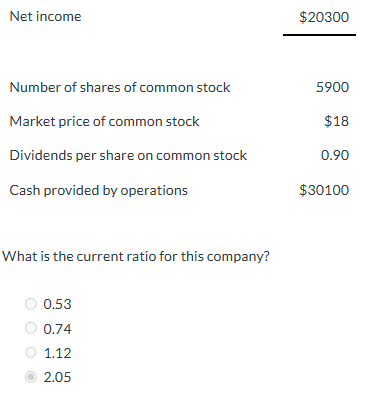 Net income $20300
Number of shares of common stock 5900
Market price of common stock $18
Dividends per share on common stock 0.90
Cash provided by operations $30100
What is the current ratio for this company?
0.53
0.74
1.12
2.05